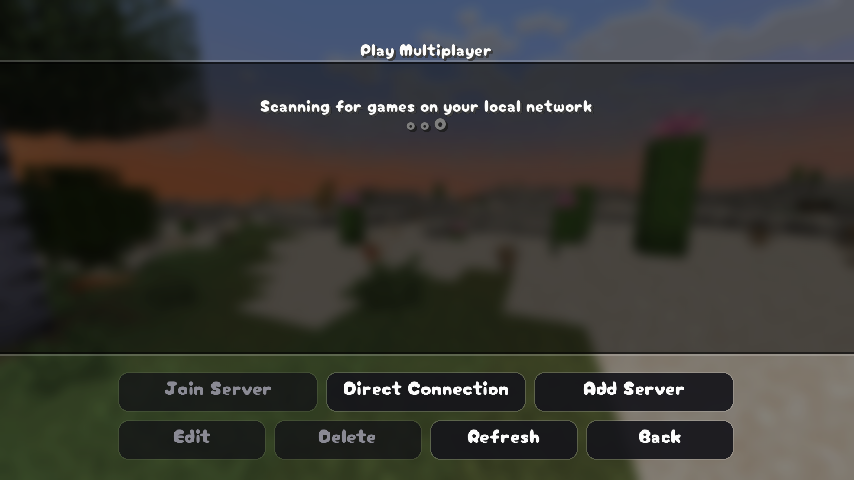 Play Multiplayer
Scanning for games on your local network
Join Server
Direct Connection
Add Server
Edit
Delete
Refresh
Back